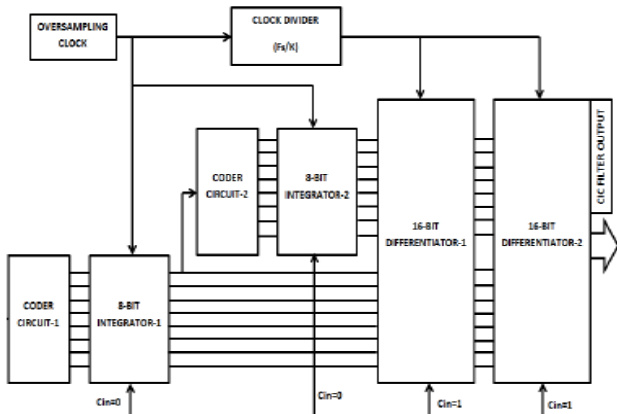 OVERSAMPLING
CLOCK
CLOCK DIVIDER
(Fs/K)
CODER
CIRCUIT-2
8-BIT
INTEGRATOR-2
16-BIT
DIFFERENTIATOR-1
16-BIT
DIFFERENTIATOR-2
CIC FILTER OUTPUT
CODER
CIRCUIT-1
8-BIT
INTEGRATOR-1
Cin=0
Cin=0
Cin=1
Cin=1